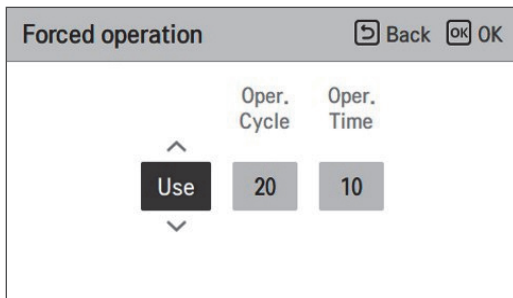 Forced operation Back OK OK
Oper. Oper.
Cycle Time
Use 20 10